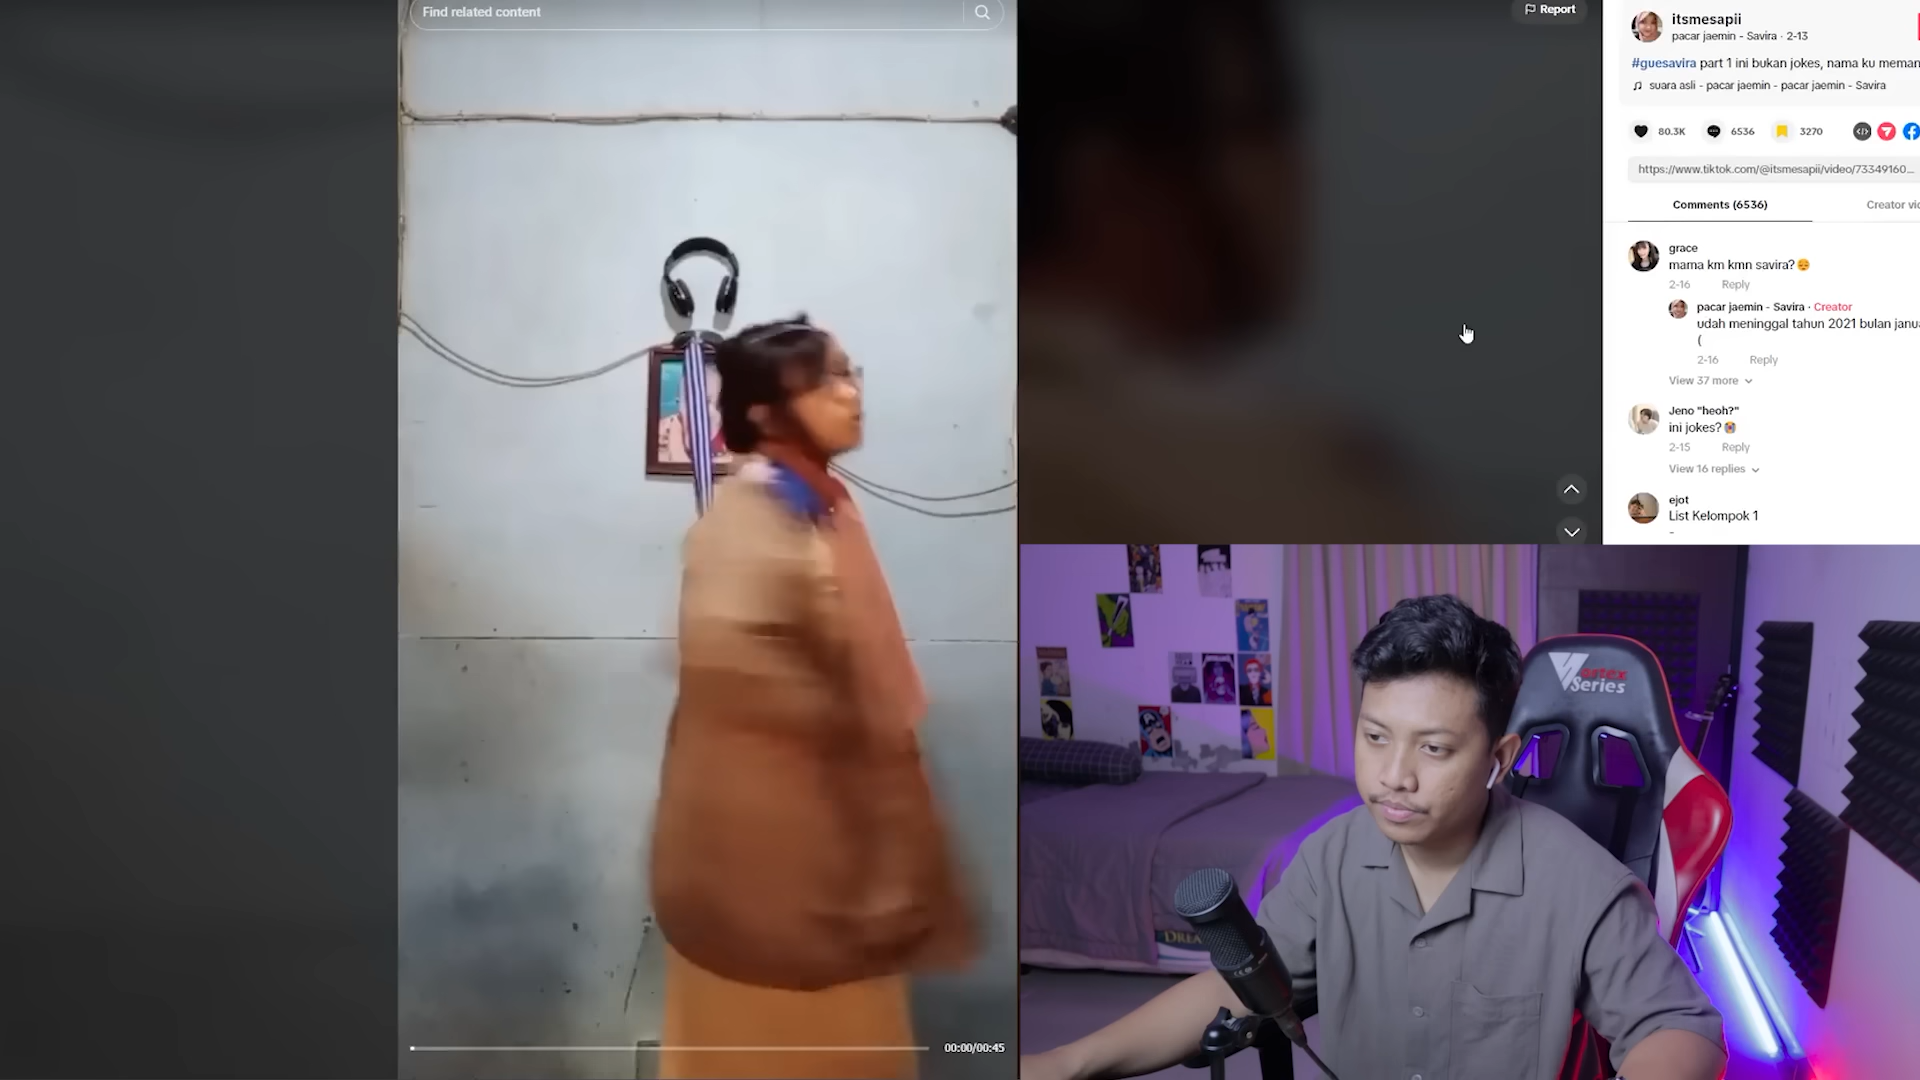 Find related content
Report
itsmesapii
pacar jaemin - Savira · 2-13
#guesavira part 1 ini bukan jokes, nama ku meman
suara asli - pacar jaemin - pacar jaemin - Savira
80.3K 6536 3270
https://www.tiktok.com/@itsmesapii/video/73349160...
Comments (6536) Creator
grace
mama km kmn savira?😔
2-16 Reply
pacar jaemin - Savira · Creator
udah meninggal tahun 2021 bulan janu
(
2-16 Reply
View 37 more
Jeno "heoh?"
ini jokes?😭
2-15 Reply
View 16 replies
ejot
List Kelompok 1
-
00:00/00:45
Vortex
Series
DREA